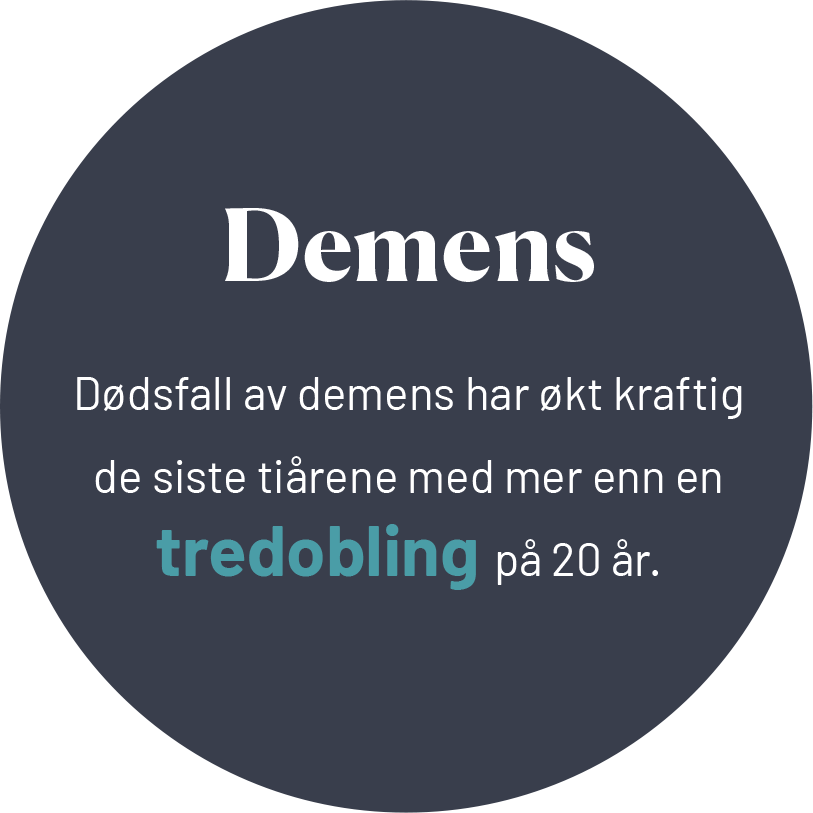 Demens
Dødsfall av demens har økt kraftig
de siste tiårene med mer enn en
tredobling på 20 år.